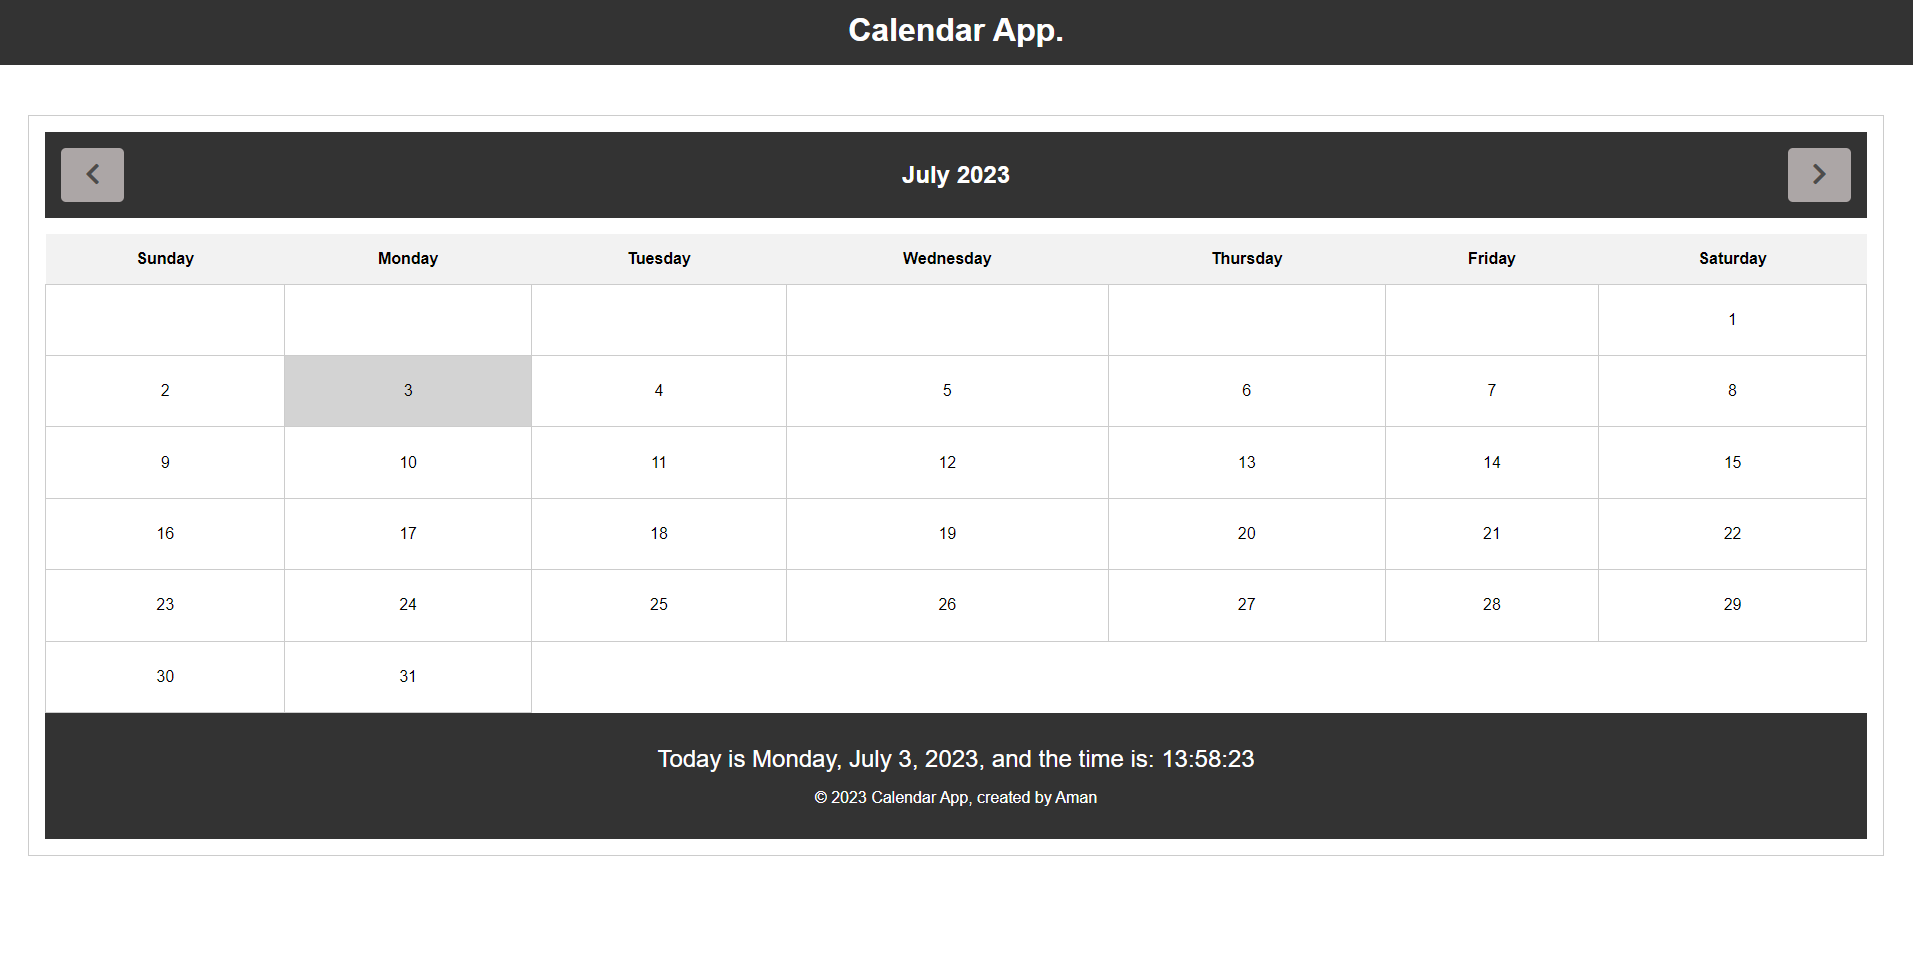 Calendar App.
July 2023
Sunday Monday Tuesday Wednesday Thursday Friday Saturday
1
2 3 4 5 6 7 8
9 10 11 12 13 14 15
16 17 18 19 20 21 22
23 24 25 26 27 28 29
30 31
Today is Monday, July 3, 2023, and the time is: 13:58:23
© 2023 Calendar App, created by Aman